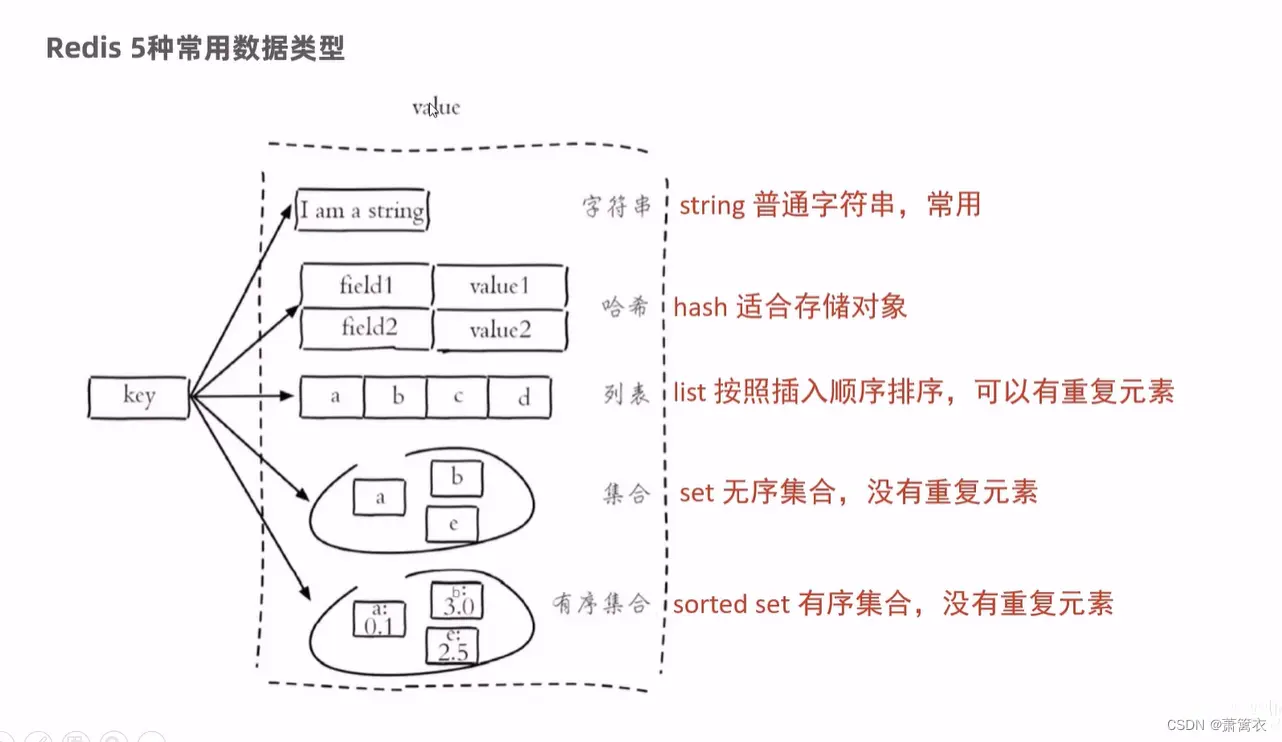 Redis 5种常用数据类型
value
I am a string
字符串
string 普通字符串，常用
field1 value1
field2 value2
哈希
hash 适合存储对象
key
a b c d
列表
list 按照插入顺序排序，可以有重复元素
a
b
e
集合
set 无序集合，没有重复元素
a:
0.1
b:
3.0
e:
2.5
有序集合
sorted set 有序集合，没有重复元素
CSDN @萧篱衣